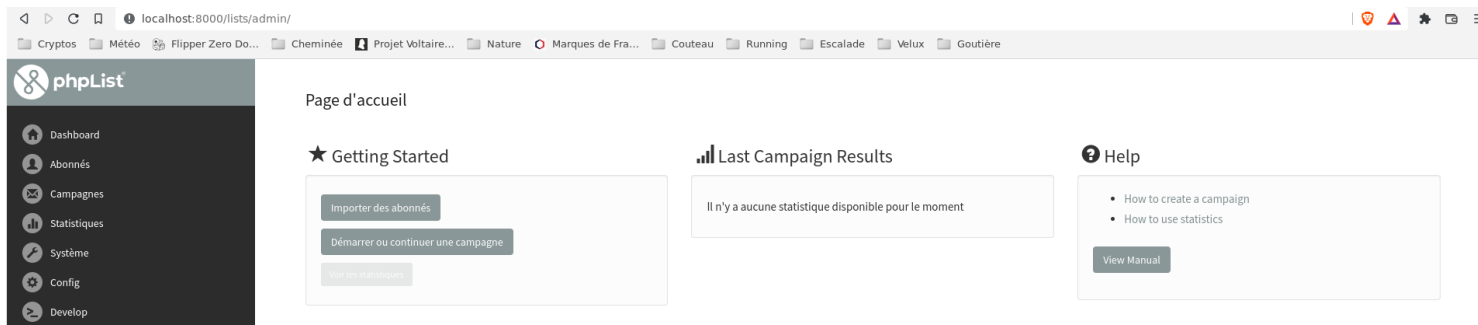 localhost:8000/lists/admin/
Cryptos Météo Flipper Zero Do... Cheminée Projet Voltaire... Nature Marques de Fra... Couteau Running Escalade Velux Goutière
phpList
Dashboard
Abonnés
Campagnes
Statistiques
Système
Config
Develop
Page d'accueil
Getting Started
Importer des abonnés
Démarrer ou continuer une campagne
Voir les statistiques
Last Campaign Results
Il n'y a aucune statistique disponible pour le moment
Help
How to create a campaign
How to use statistics
View Manual